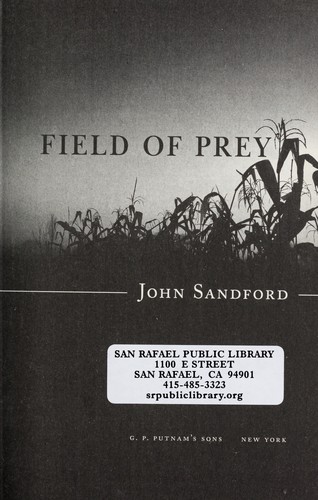 FIELD OF PREY
JOHN SANDFORD
SAN RAFAEL PUBLIC LIBRARY
1100 E STREET
SAN RAFAEL, CA 94901
415-485-3323
srpubliclibrary.org
G. P. PUTNAM'S SONS NEW YORK